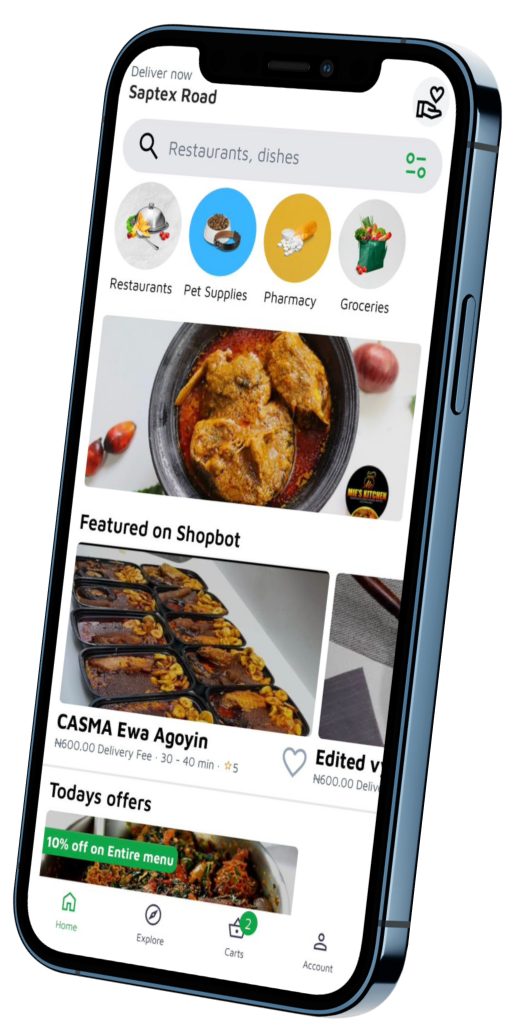 Deliver now
Saptex Road
Restaurants, dishes
Restaurants
Pet Supplies
Pharmacy
Groceries
MIE'S KITCHEN
Featured on Shopbot
CASMA Ewa Agoyin
₦600.00 Delivery Fee · 30 - 40 min · ☆5
Edited
₦600.00
Todays offers
10% off on Entire menu
Home
Explore
2
Carts
Account